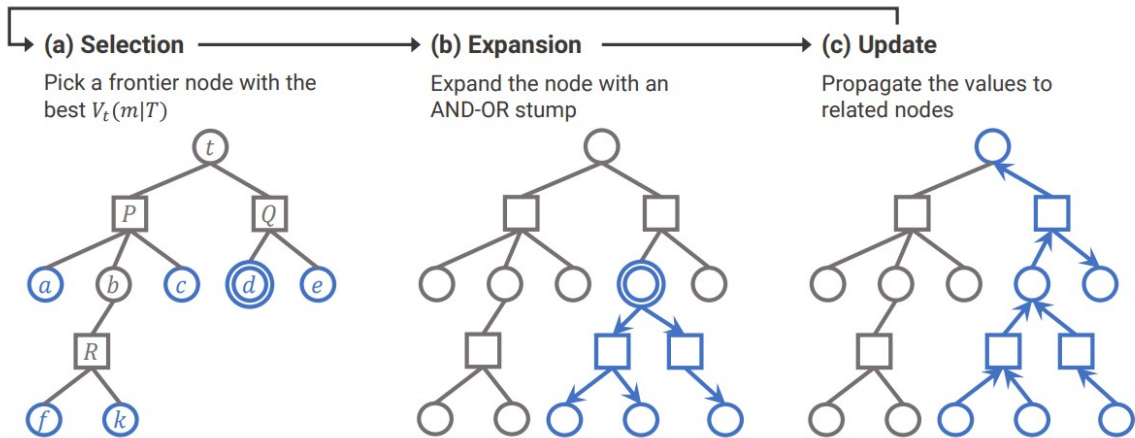 (a) Selection
Pick a frontier node with the
best V_t(m|T)
(b) Expansion
Expand the node with an
AND-OR stump
(c) Update
Propagate the values to
related nodes
t
P
Q
a
b
c
d
e
R
f
k